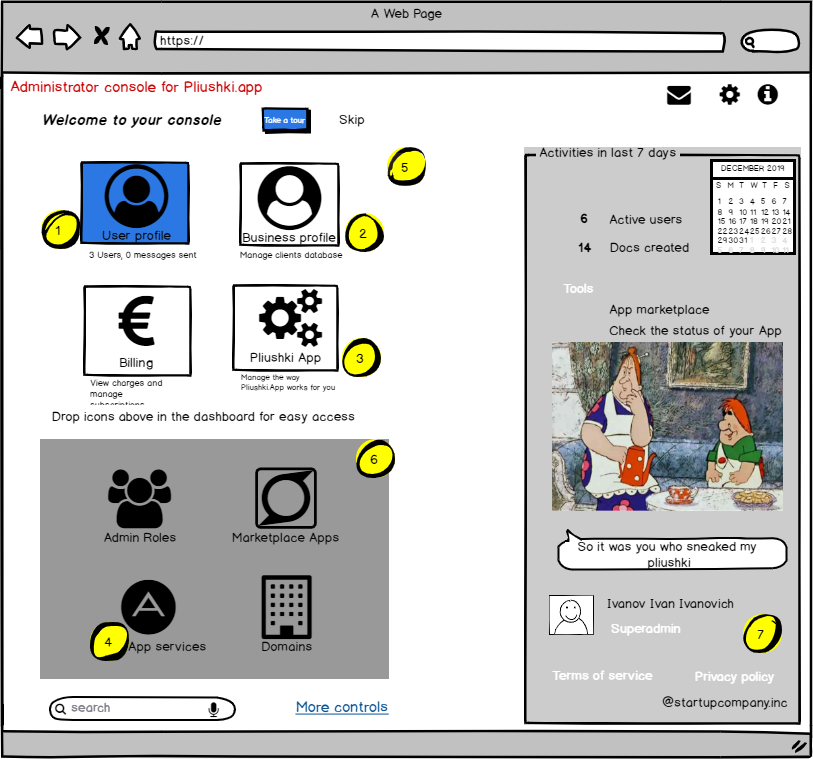 A Web Page
https://
Administrator console for Pliushki.app
Welcome to your console
Take a tour
Skip
1
User profile
3 Users, 0 messages sent
Business profile
2
Manage clients database
5
Billing
View charges and
manage
subscriptions
Pliushki App
3
Manage the way
Pliushki.App works for you
Drop icons above in the dashboard for easy access
6
Admin Roles
Marketplace Apps
4
App services
Domains
search
More controls
Activities in last 7 days
DECEMBER 2019
S M T W T F S
1 2 3 4 5 6 7
8 9 10 11 12 13 14
15 16 17 18 19 20 21
22 23 24 25 26 27 28
29 30 31 1 2 3 4
5 6 7 8 9 10 11
6 Active users
14 Docs created
Tools
App marketplace
Check the status of your App
So it was you who sneaked my
pliushki
Ivanov Ivan Ivanovich
Superadmin
7
Terms of service
Privacy policy
@startupcompany.inc